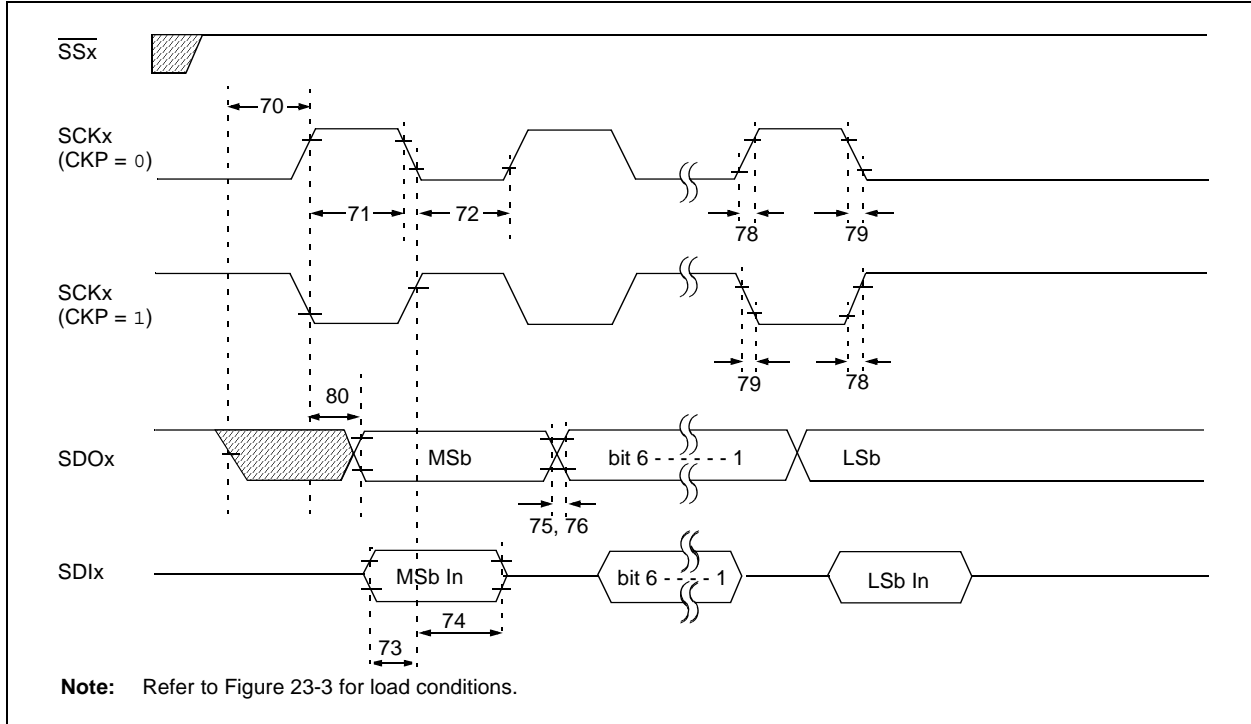 SSx
70
SCKx
(CKP = 0)
71
72
78
79
SCKx
(CKP = 1)
79
78
80
SDOx
MSb
bit 6 - - - - - - 1
LSb
75, 76
SDIx
MSb In
bit 6 - - - - - 1
LSb In
74
73
Note: Refer to Figure 23-3 for load conditions.